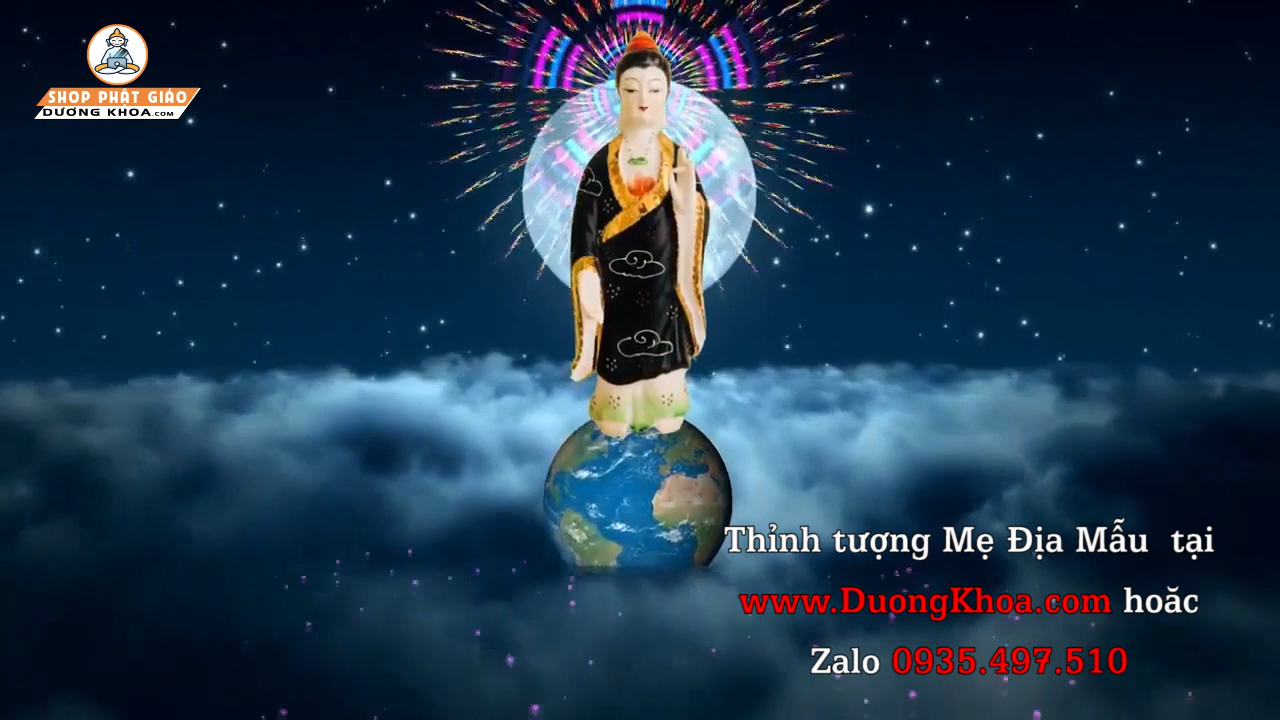 SHOP PHẬT GIÁO
DƯƠNG KHOA.COM
Thỉnh tượng Mẹ Địa Mẫu tại
www.DuongKhoa.com hoặc
Zalo 0935.497.510